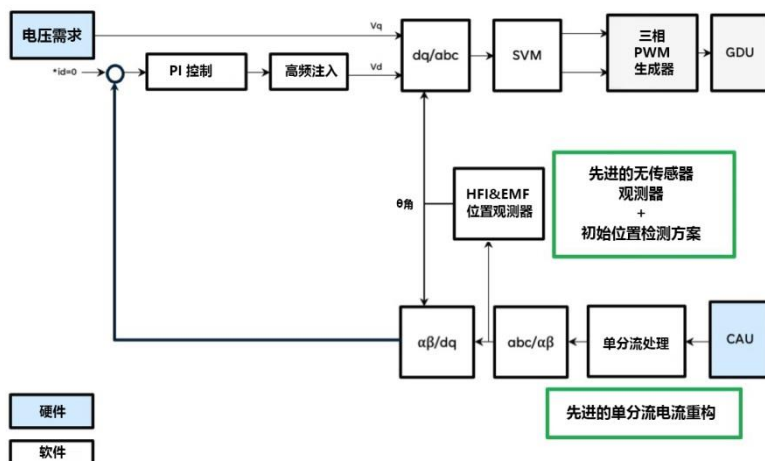 电压需求
Vq
dq/abc
SVM
三相
PWM
生成器
GDU
*id=0
PI 控制
高频注入
Vd
θ角
HFI&EMF
位置观测器
先进的无传感器
观测器
+
初始位置检测方案
αβ/dq
abc/αβ
单分流处理
CAU
先进的单分流电流重构
硬件
软件